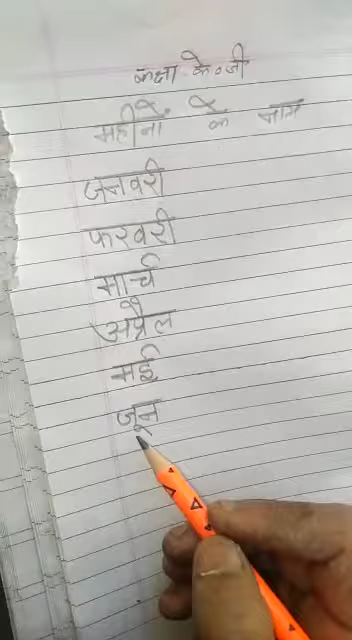 कक्षा के०जी
महीनों के नाम
जनवरी
फरवरी
मार्च
अप्रैल
मई
जून